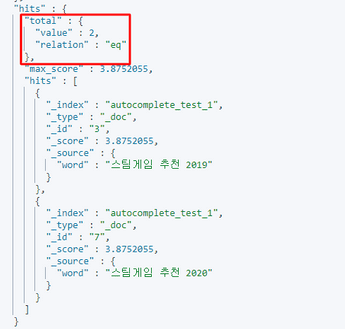 },
"hits" : {
"total" : {
"value" : 2,
"relation" : "eq"
},
"max_score" : 3.8752055,
"hits" : [
{
"_index" : "autocomplete_test_1",
"_type" : "_doc",
"_id" : "3",
"_score" : 3.8752055,
"_source" : {
"word" : "스팀게임 추천 2019"
}
},
{
"_index" : "autocomplete_test_1",
"_type" : "_doc",
"_id" : "7",
"_score" : 3.8752055,
"_source" : {
"word" : "스팀게임 추천 2020"
}
}
]
}